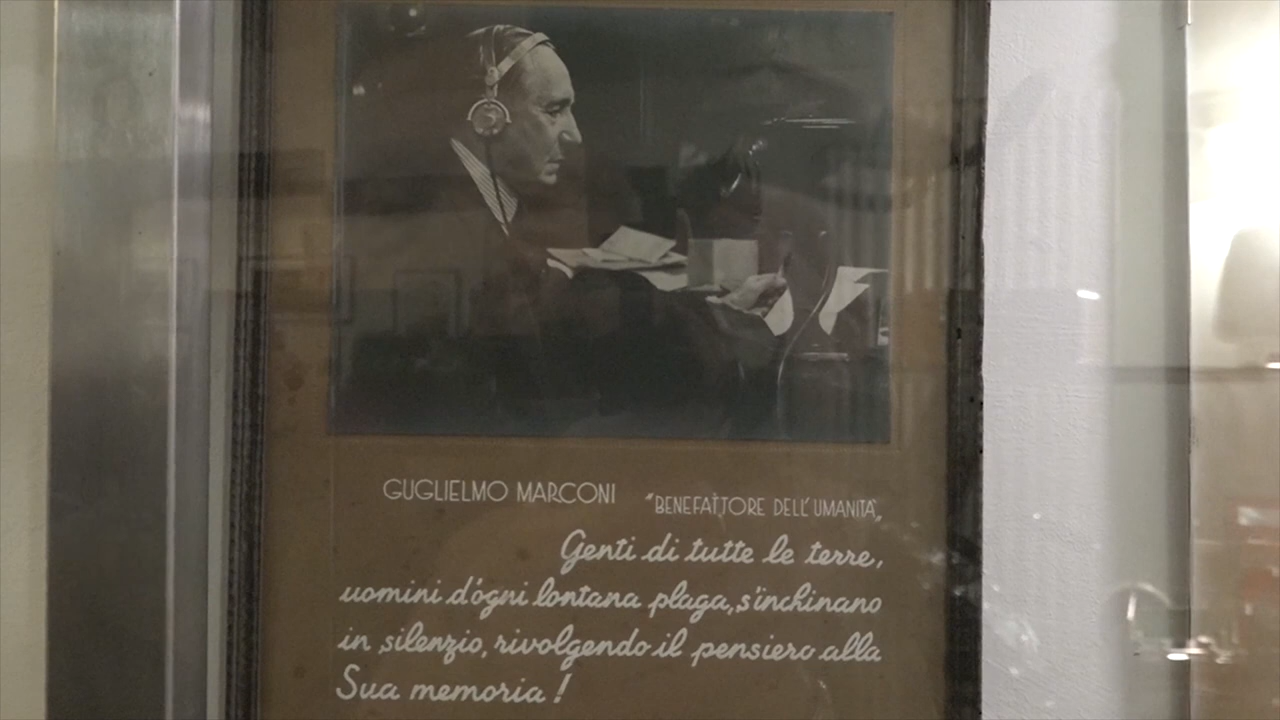 GUGLIELMO MARCONI "BENEFATTORE DELL'UMANITÀ„
Genti di tutte le terre,
uomini d'ogni lontana plaga, s'inchinano
in silenzio, rivolgendo il pensiero alla
Sua memoria!